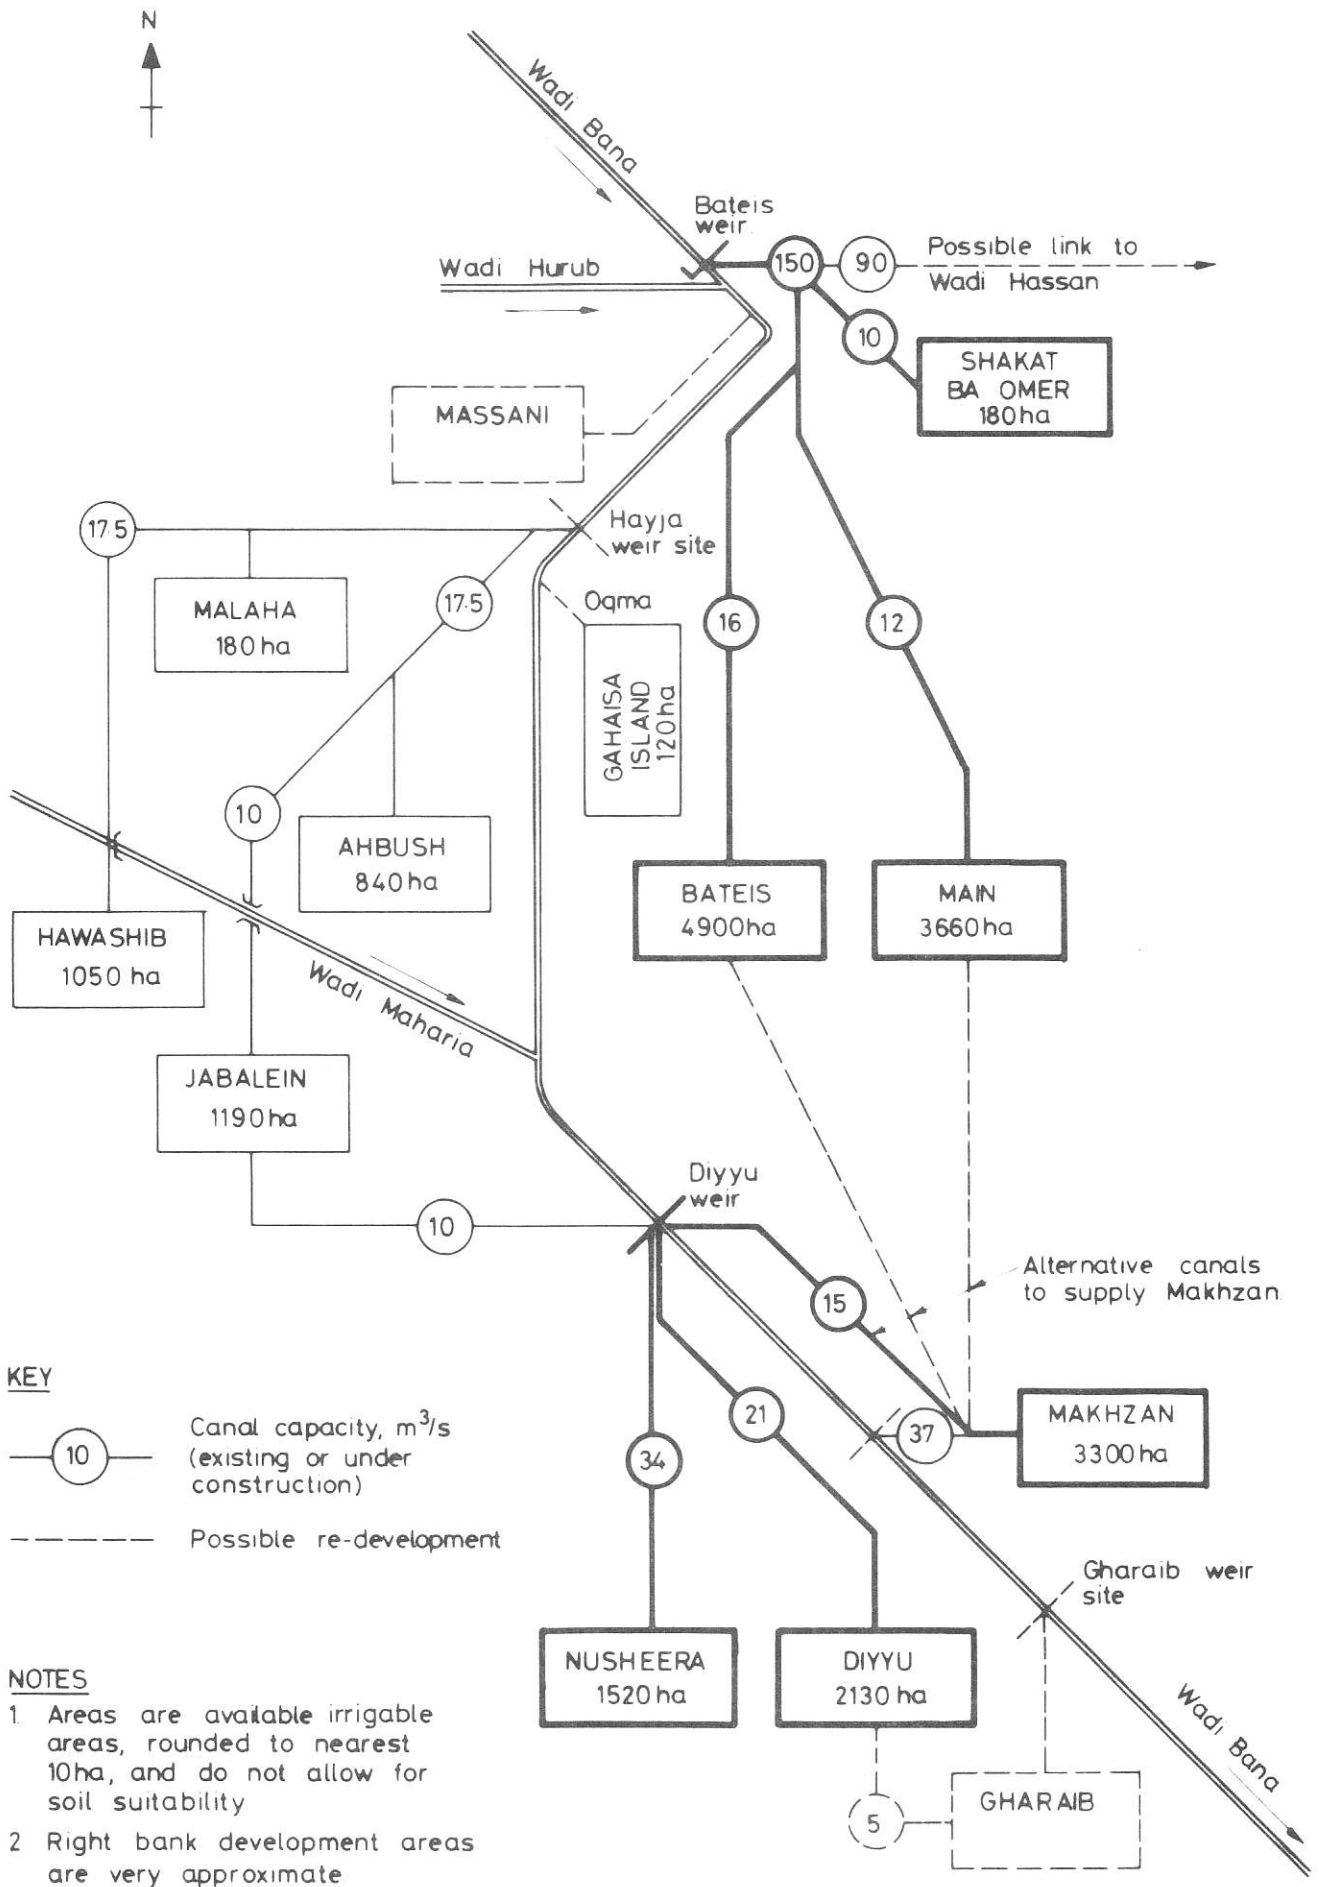 N
Wadi Bana
Bateis
weir
150
90
Possible link to
Wadi Hassan
Wadi Hurub
10
SHAKAT
BA OMER
180ha
MASSANI
17.5
Hayja
weir site
MALAHA
180ha
17.5
Oqma
16
12
GAHAISA
ISLAND
120ha
10
AHBUSH
840ha
BATEIS
4900ha
MAIN
3660ha
HAWASHIB
1050 ha
Wadi Maharia
JABALEIN
1190ha
Diyyu
weir
10
Alternative canals
to supply Makhzan
15
KEY
10
Canal capacity, m³/s
(existing or under
construction)
Possible re-development
21
37
34
MAKHZAN
3300ha
Gharaib weir
site
NUSHEERA
1520ha
DIYYU
2130 ha
Wadi Bana
5
GHARAIB
NOTES
1 Areas are available irrigable
areas, rounded to nearest
10ha, and do not allow for
soil suitability
2 Right bank development areas
are very approximate